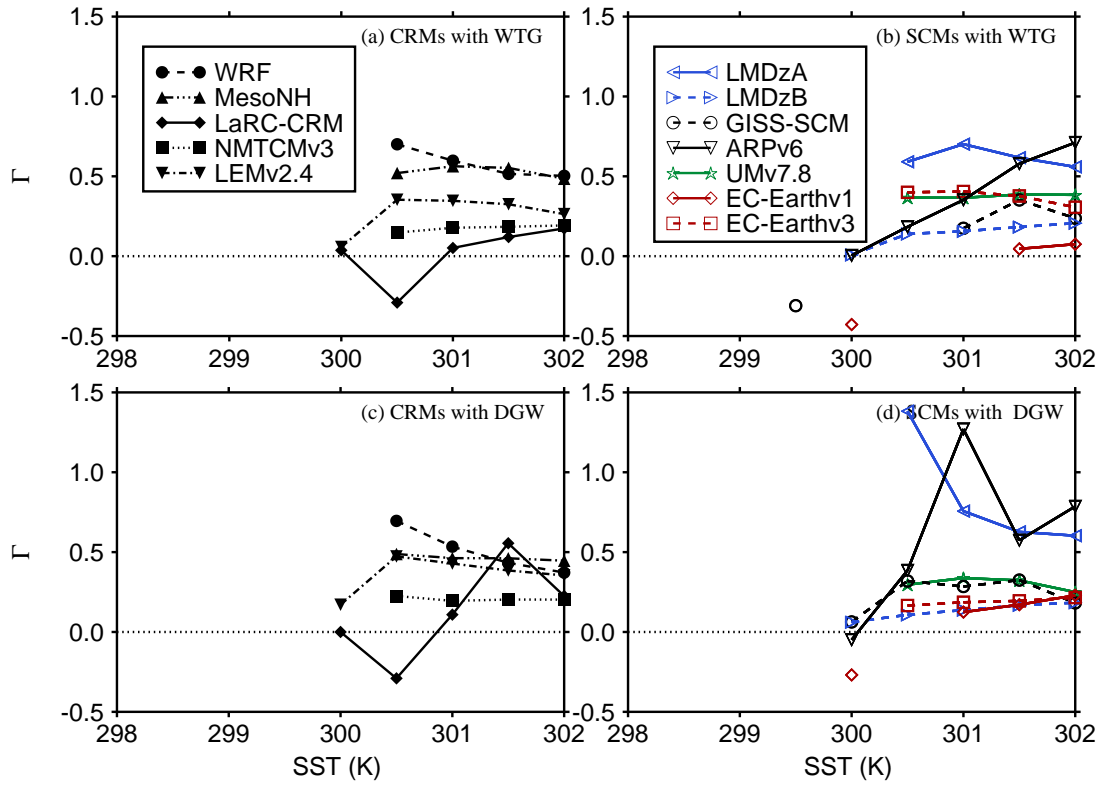 (a) CRMs with WTG
WRF
MesoNH
LaRC-CRM
NMTCMv3
LEMv2.4
1.5
1.0
0.5
0.0
-0.5
Γ
298
299
300
301
302
(b) SCMs with WTG
LMDzA
LMDzB
GISS-SCM
ARPv6
UMv7.8
EC-Earthv1
EC-Earthv3
1.5
1.0
0.5
0.0
-0.5
298
299
300
301
302
(c) CRMs with DGW
1.5
1.0
0.5
0.0
-0.5
Γ
298
299
300
301
302
SST (K)
(d) SCMs with DGW
1.5
1.0
0.5
0.0
-0.5
298
299
300
301
302
SST (K)